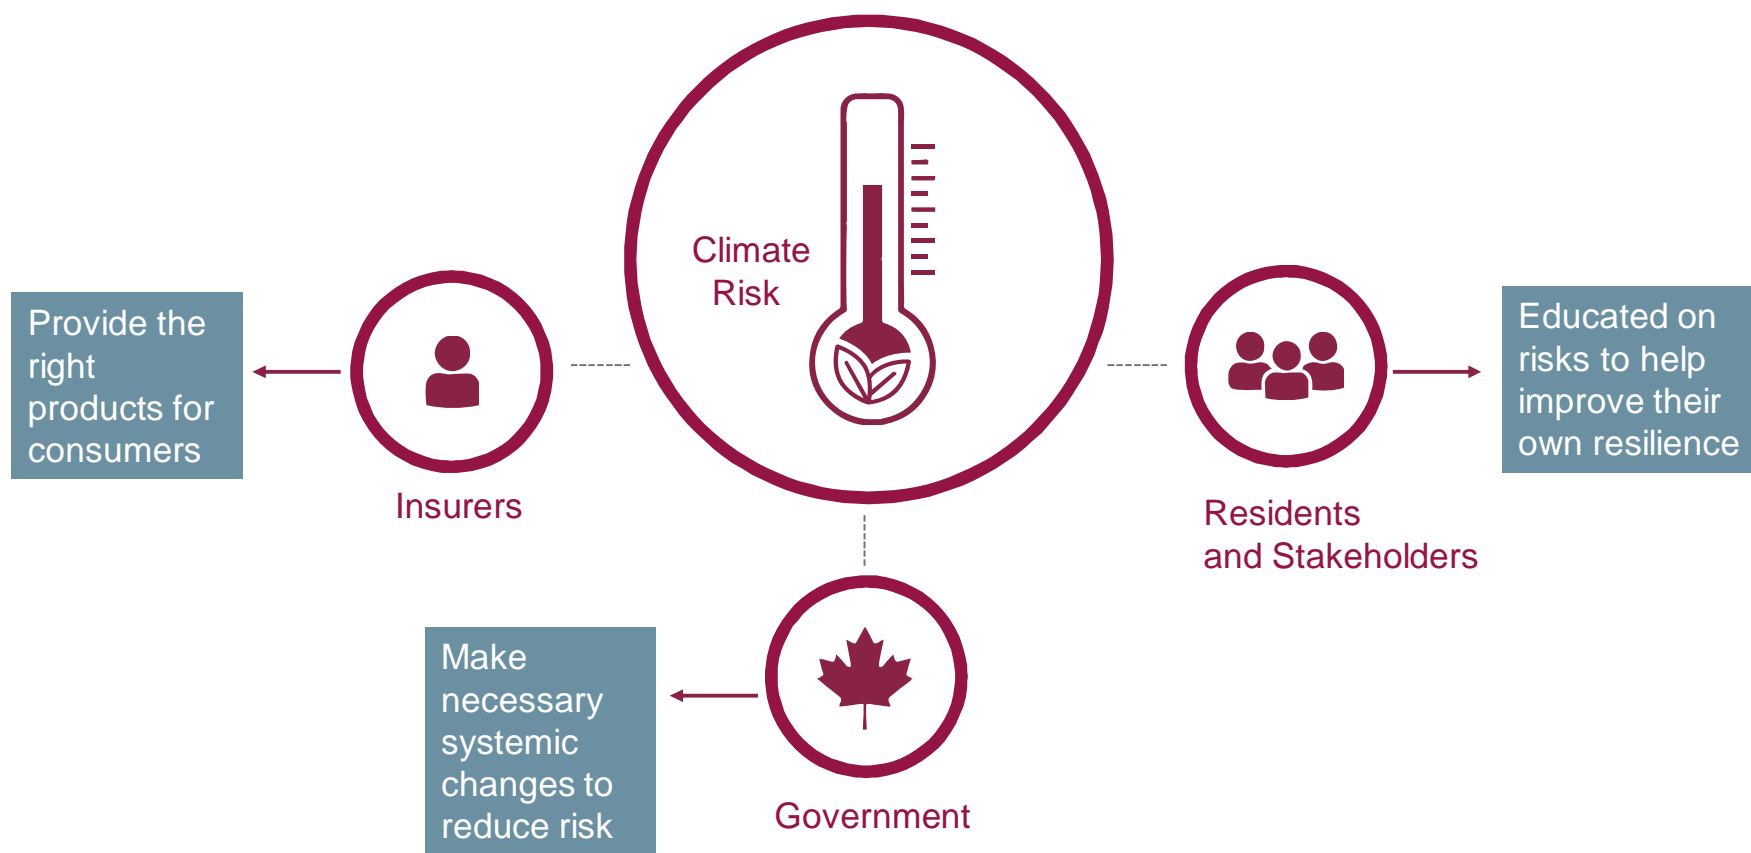 Climate
Risk
Provide the
right
products for
consumers
Insurers
Educated on
risks to help
improve their
own resilience
Residents
and Stakeholders
Make
necessary
systemic
changes to
reduce risk
Government